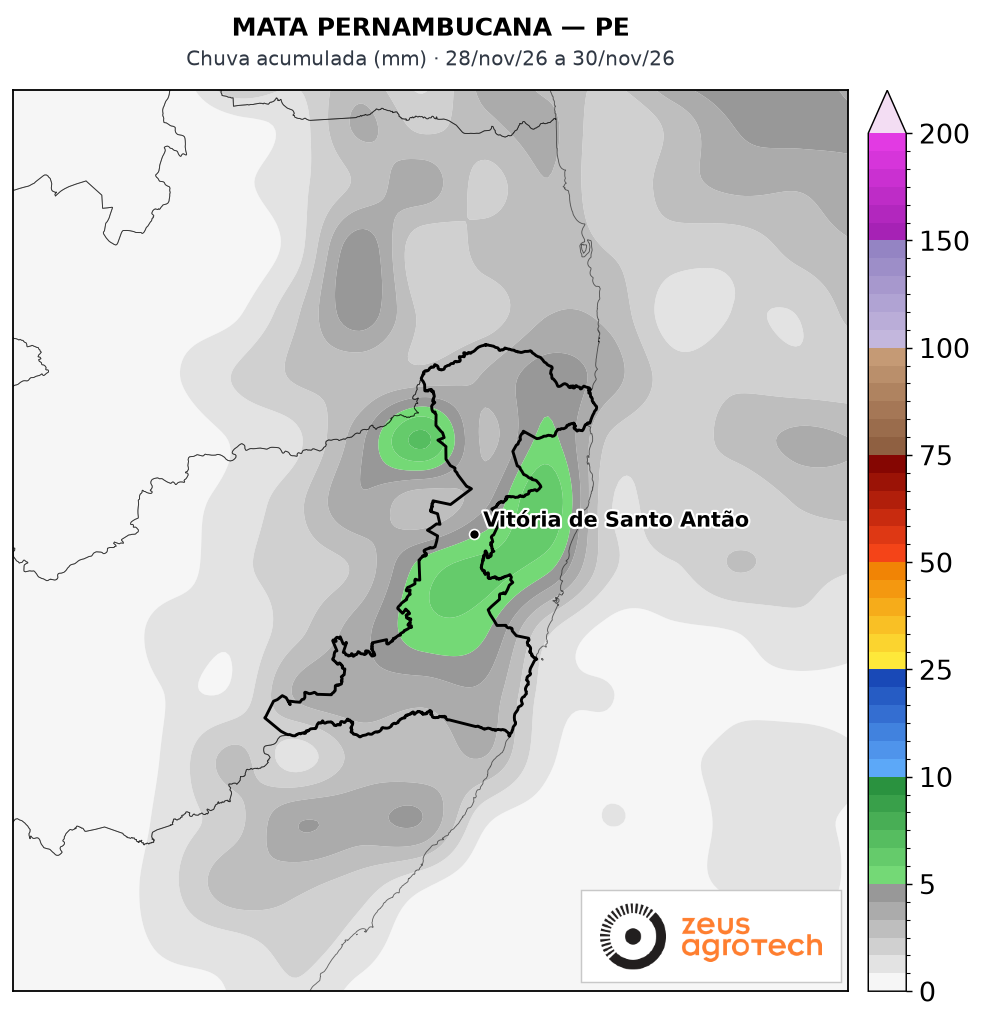 MATA PERNAMBUCANA — PE
Chuva acumulada (mm) · 28/nov/26 a 30/nov/26
200
150
100
75
50
25
10
5
0
Vitória de Santo Antão
zeus
agrotech